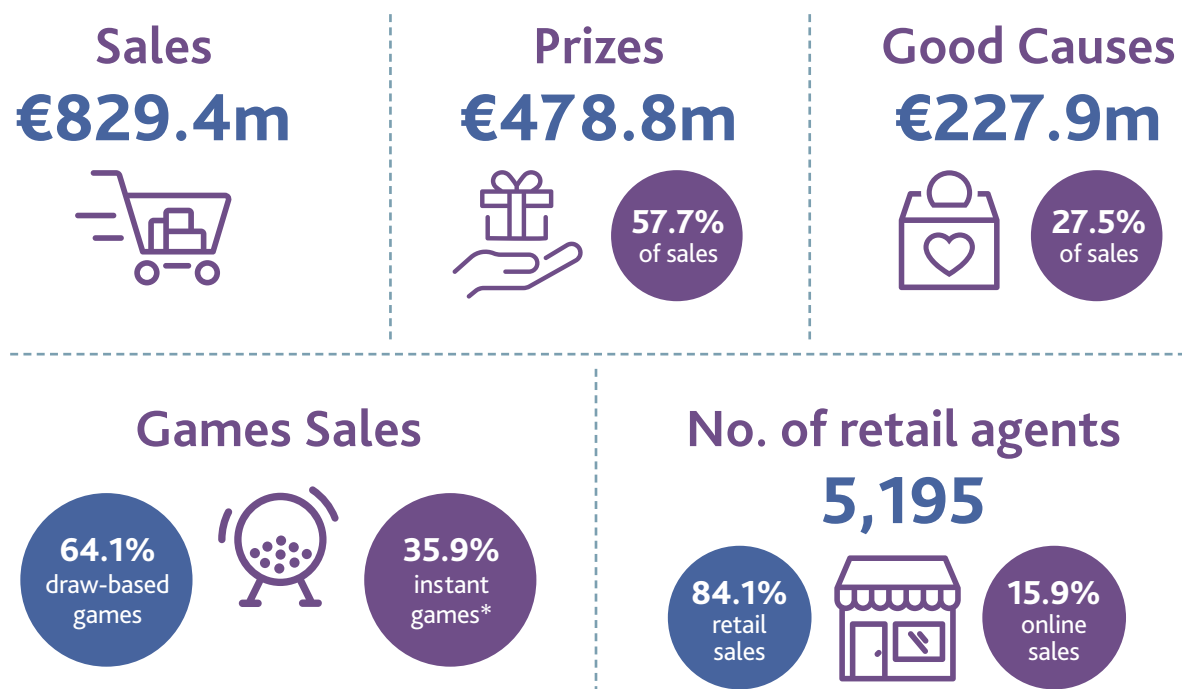 Sales
€829.4m
Prizes
€478.8m
57.7%
of sales
Good Causes
€227.9m
27.5%
of sales
Games Sales
64.1%
draw-based
games
35.9%
instant
games*
No. of retail agents
5,195
84.1%
retail
sales
15.9%
online
sales